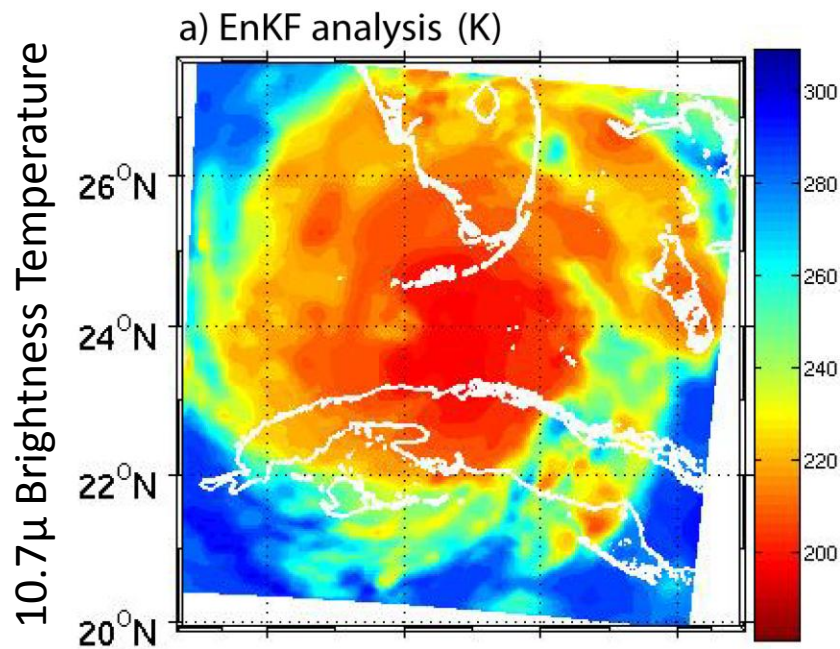 a) EnKF analysis (K)
10.7μ Brightness Temperature
26°N
24°N
22°N
20°N
300
280
260
240
220
200